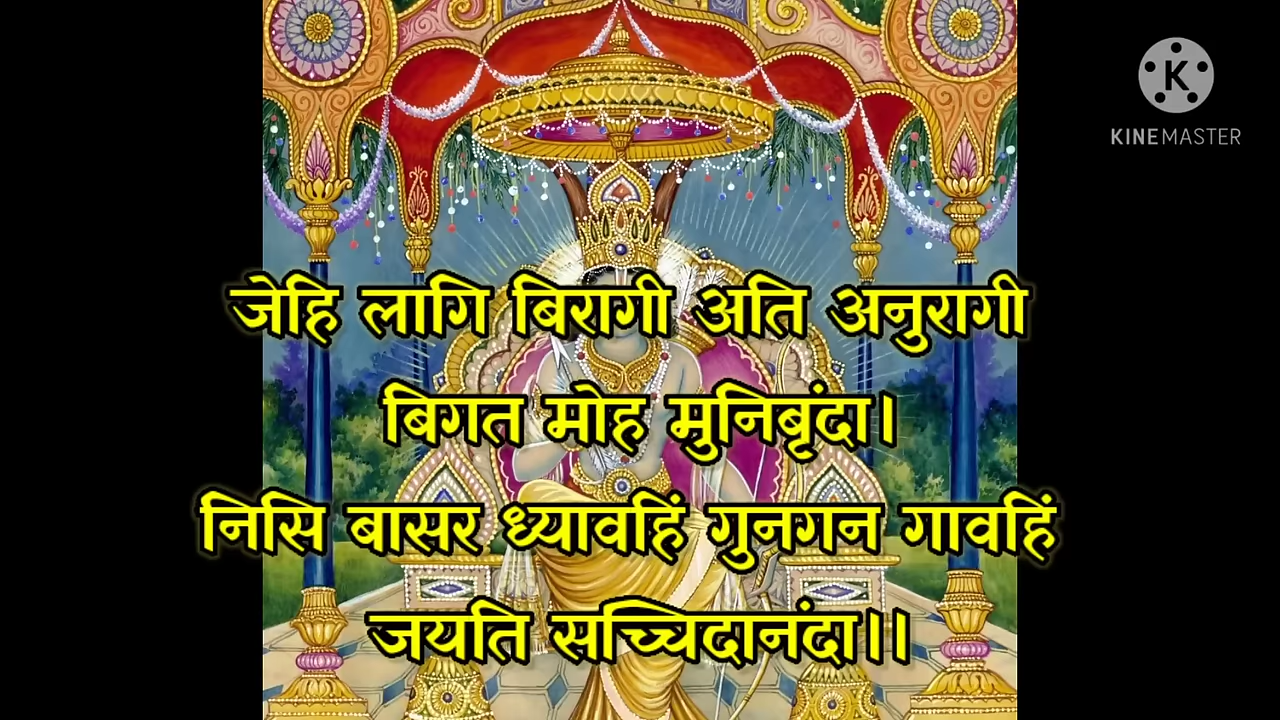 KINEMASTER
जेहि लागि बिरागी अति अनुरागी
बिगत मोह मुनिबृंदा।
निसि बासर ध्यावहिं गुनगन गावहिं
जयति सच्चिदानंदा।।